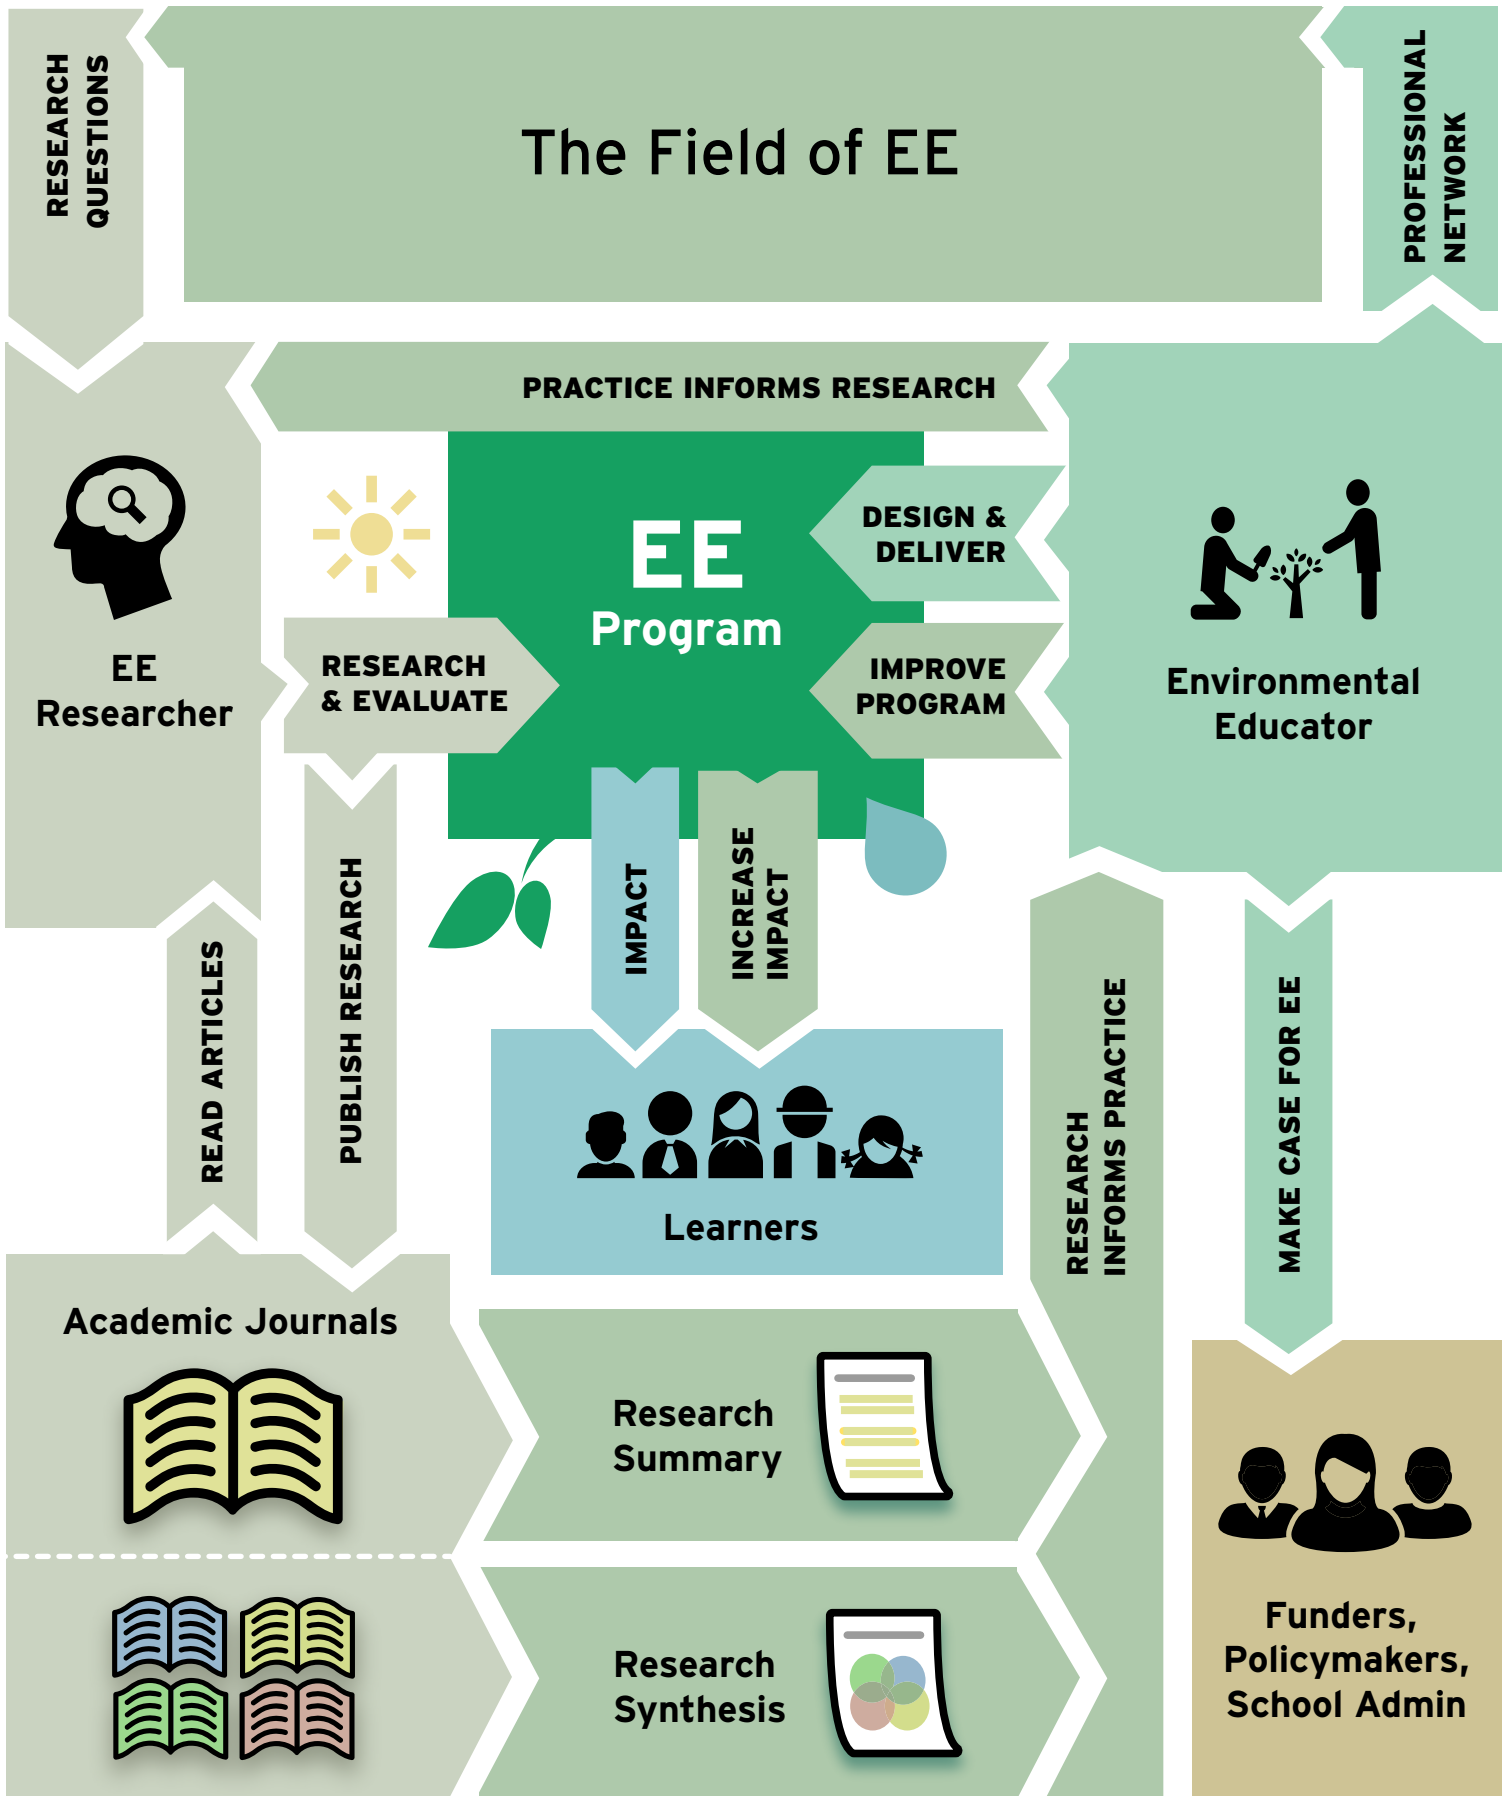 RESEARCH
QUESTIONS
The Field of EE
PROFESSIONAL
NETWORK
PRACTICE INFORMS RESEARCH
EE
Program
DESIGN &
DELIVER
IMPROVE
PROGRAM
EE
Researcher
RESEARCH
& EVALUATE
Environmental
Educator
IMPACT
INCREASE
IMPACT
READ ARTICLES
PUBLISH RESEARCH
RESEARCH
INFORMS PRACTICE
MAKE CASE FOR EE
Learners
Academic Journals
Research
Summary
Research
Synthesis
Funders,
Policymakers,
School Admin